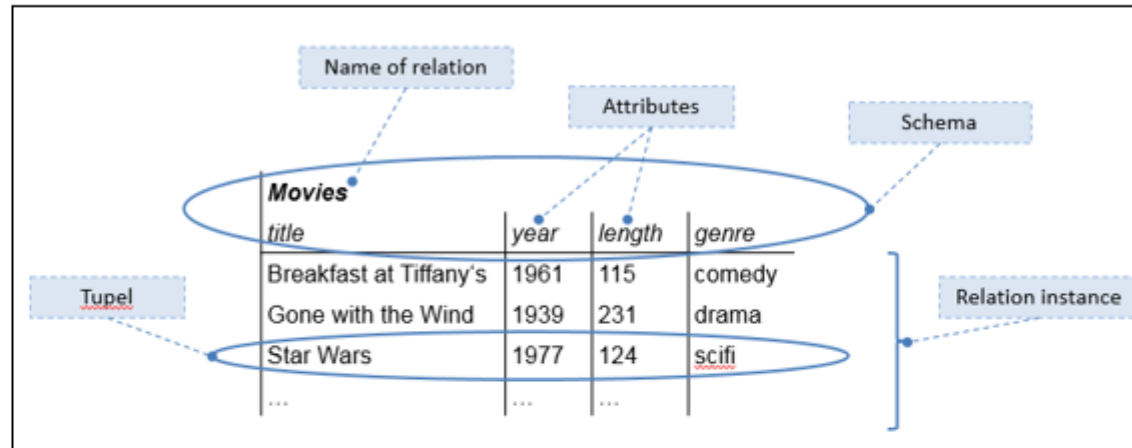 Name of relation
Attributes
Schema
Movies
title year length genre
Breakfast at Tiffany's 1961 115 comedy
Tupel
Relation instance
Gone with the Wind 1939 231 drama
Star Wars 1977 124 scifi
... ... ...